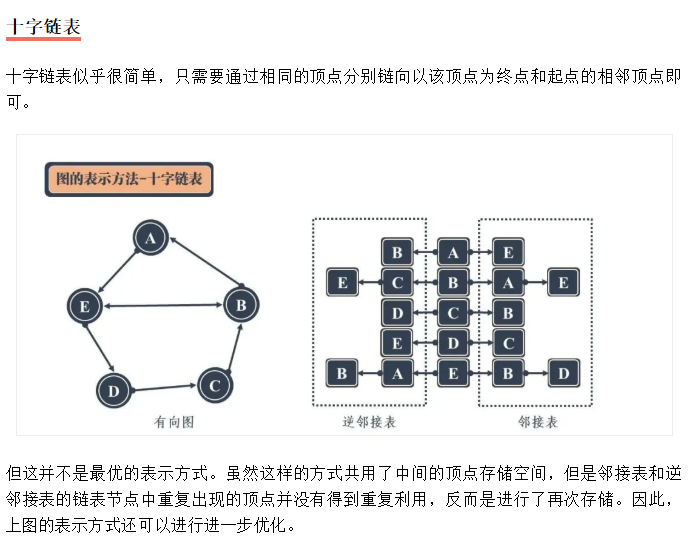 十字链表
十字链表似乎很简单，只需要通过相同的顶点分别链向以该顶点为终点和起点的相邻顶点即
可。
图的表示方法-十字链表
A
E
B
D
C
有向图
B A E
E C B A E
D C B
E D C
B A E B D
逆邻接表
邻接表
但这并不是最优的表示方式。虽然这样的方式共用了中间的顶点存储空间，但是邻接表和逆
邻接表的链表节点中重复出现的顶点并没有得到重复利用，反而是进行了再次存储。因此，
上图的表示方式还可以进行进一步优化。